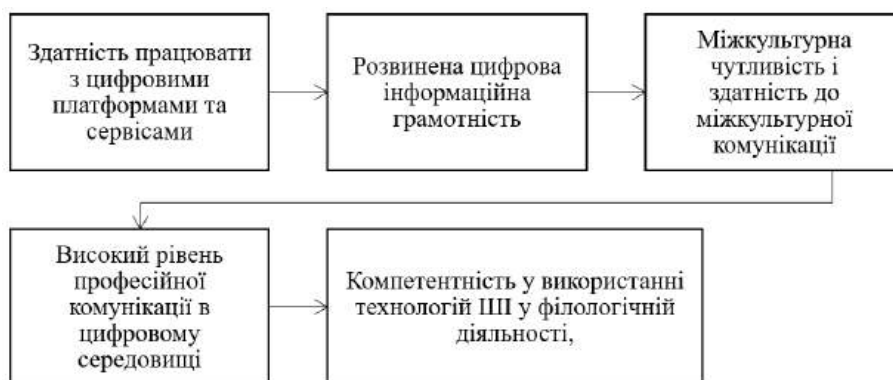 Здатність працювати
з цифровими
платформами та
сервісами
Розвинена цифрова
інформаційна
грамотність
Міжкультурна
чутливість і
здатність до
міжкультурної
комунікації
Високий рівень
професійної
комунікації в
цифровому
середовищі
Компетентність у використанні
технологій ШІ у філологічній
діяльності,